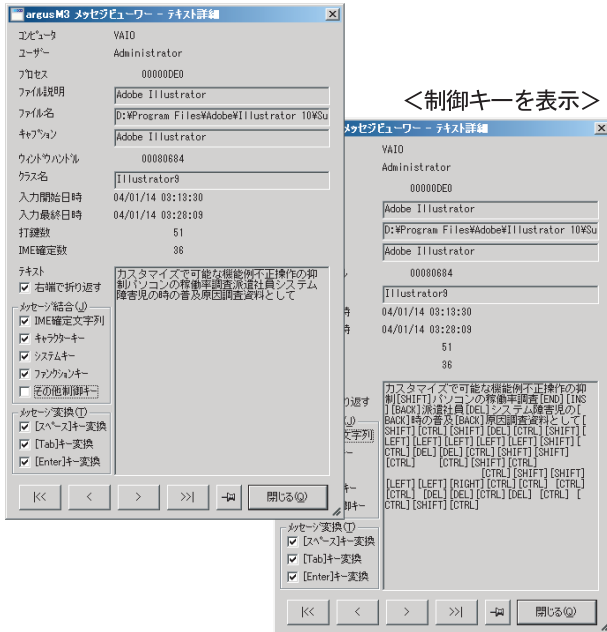 argusM3 メッセージビューワー - テキスト詳細
コンピュータ VAIO
ユーザー Administrator
プロセス 00000DE0
ファイル説明 Adobe Illustrator
ファイル名 D:¥Program Files¥Adobe¥Illustrator 10¥Su
キャプション Adobe Illustrator
ウィンドウハンドル 00080684
クラス名 Illustrator9
入力開始日時 04/01/14 03:13:30
入力最終日時 04/01/14 03:28:09
打鍵数 51
IME確定数 36
テキスト
カスタマイズで可能な機能例不正操作の抑
制パソコンの稼働率調査派遣社員システム
障害児の時の普及原因調査資料として
右端で折り返す
メッセージ結合(J)
IME確定文字列
キャラクターキー
システムキー
ファンクションキー
その他制御キー
メッセージ変換(T)
[スペース]キー変換
[Tab]キー変換
[Enter]キー変換
|<< < > >>| 閉じる(Q)
<制御キーを表示>
メッセージビューワー - テキスト詳細
VAIO
Administrator
00000DE0
Adobe Illustrator
D:¥Program Files¥Adobe¥Illustrator 10¥Su
Adobe Illustrator
00080684
Illustrator9
時 04/01/14 03:13:30
時 04/01/14 03:28:09
51
36
カスタマイズで可能な機能例不正操作の抑
制[SHIFT]パソコンの稼働率調査[END][INS
][BACK]派遣社員[DEL]システム障害児の[
BACK]時の普及[BACK]原因調査資料として[
SHIFT][CTRL][SHIFT][DEL][CTRL][SHIFT][
LEFT][LEFT][LEFT][LEFT][LEFT][SHIFT][
CTRL][DEL][DEL][CTRL][SHIFT][SHIFT]
[CTRL] [CTRL][SHIFT][CTRL]
[CTRL][SHIFT][SHIFT]
[LEFT][LEFT][RIGHT][CTRL][CTRL] [CTRL]
[CTRL] [DEL][DEL][CTRL][DEL] [CTRL] [
CTRL][SHIFT][CTRL]
り返す
(J)
文字列
ー
キー
御キー
メッセージ変換(T)
[スペース]キー変換
[Tab]キー変換
[Enter]キー変換
|<< < > >>| 閉じる(Q)